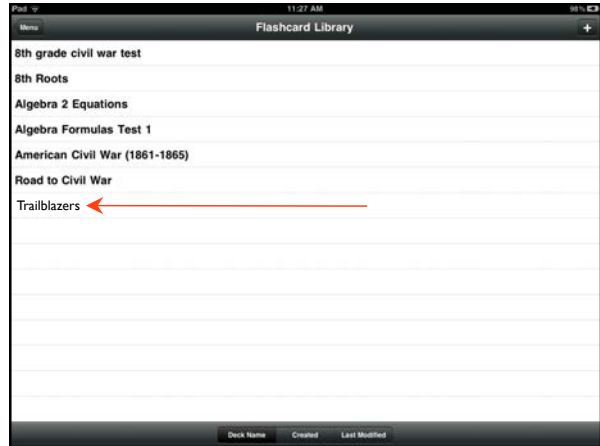 Pad 11:27 AM 98%
Menu Flashcard Library +
8th grade civil war test
8th Roots
Algebra 2 Equations
Algebra Formulas Test 1
American Civil War (1861-1865)
Road to Civil War
Trailblazers
Deck Name Created Last Modified